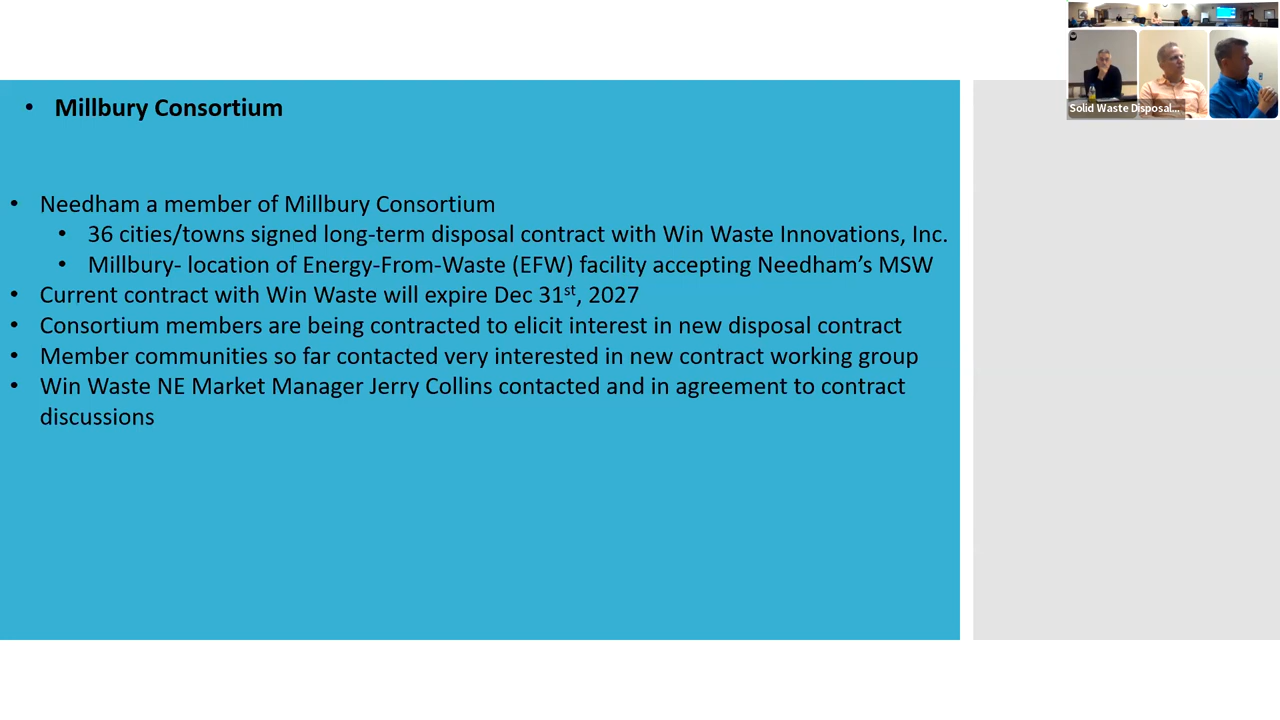 Solid Waste Disposal...
• Millbury Consortium
• Needham a member of Millbury Consortium
• 36 cities/towns signed long-term disposal contract with Win Waste Innovations, Inc.
• Millbury- location of Energy-From-Waste (EFW) facility accepting Needham’s MSW
• Current contract with Win Waste will expire Dec 31st, 2027
• Consortium members are being contracted to elicit interest in new disposal contract
• Member communities so far contacted very interested in new contract working group
• Win Waste NE Market Manager Jerry Collins contacted and in agreement to contract
discussions